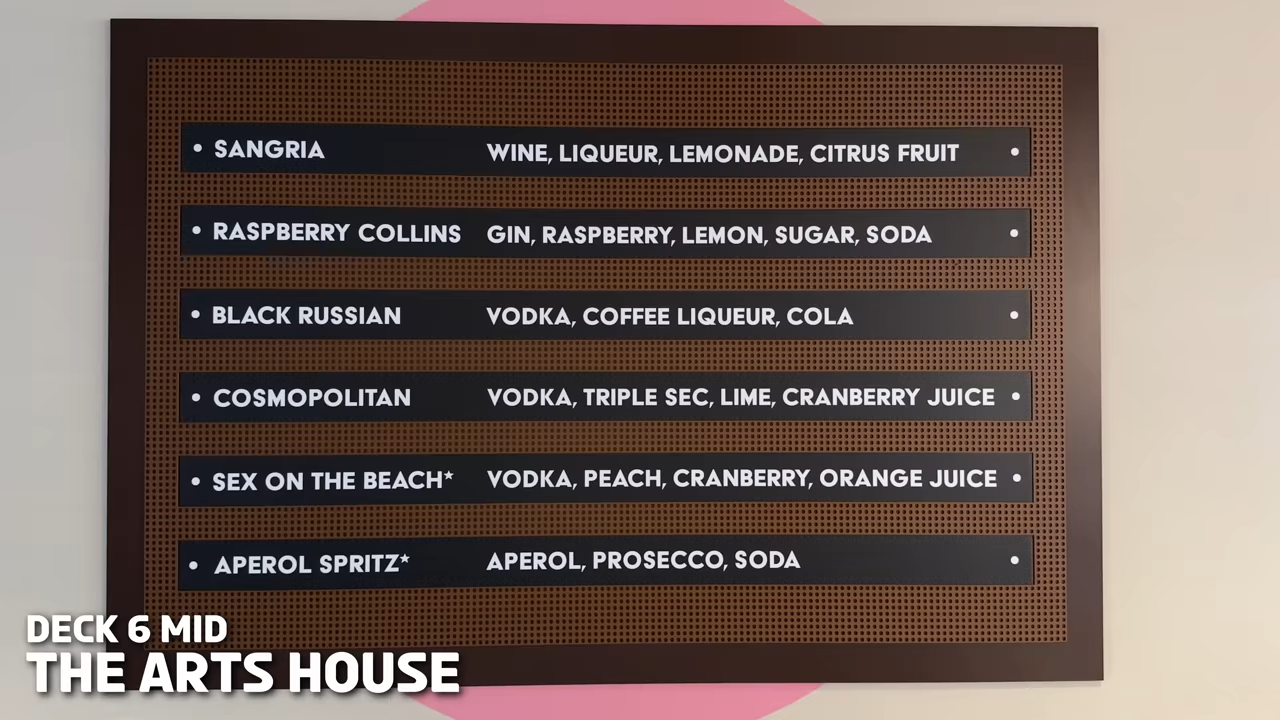 • SANGRIA WINE, LIQUEUR, LEMONADE, CITRUS FRUIT •
• RASPBERRY COLLINS GIN, RASPBERRY, LEMON, SUGAR, SODA •
• BLACK RUSSIAN VODKA, COFFEE LIQUEUR, COLA •
• COSMOPOLITAN VODKA, TRIPLE SEC, LIME, CRANBERRY JUICE •
• SEX ON THE BEACH* VODKA, PEACH, CRANBERRY, ORANGE JUICE •
• APEROL SPRITZ* APEROL, PROSECCO, SODA •
DECK 6 MID
THE ARTS HOUSE